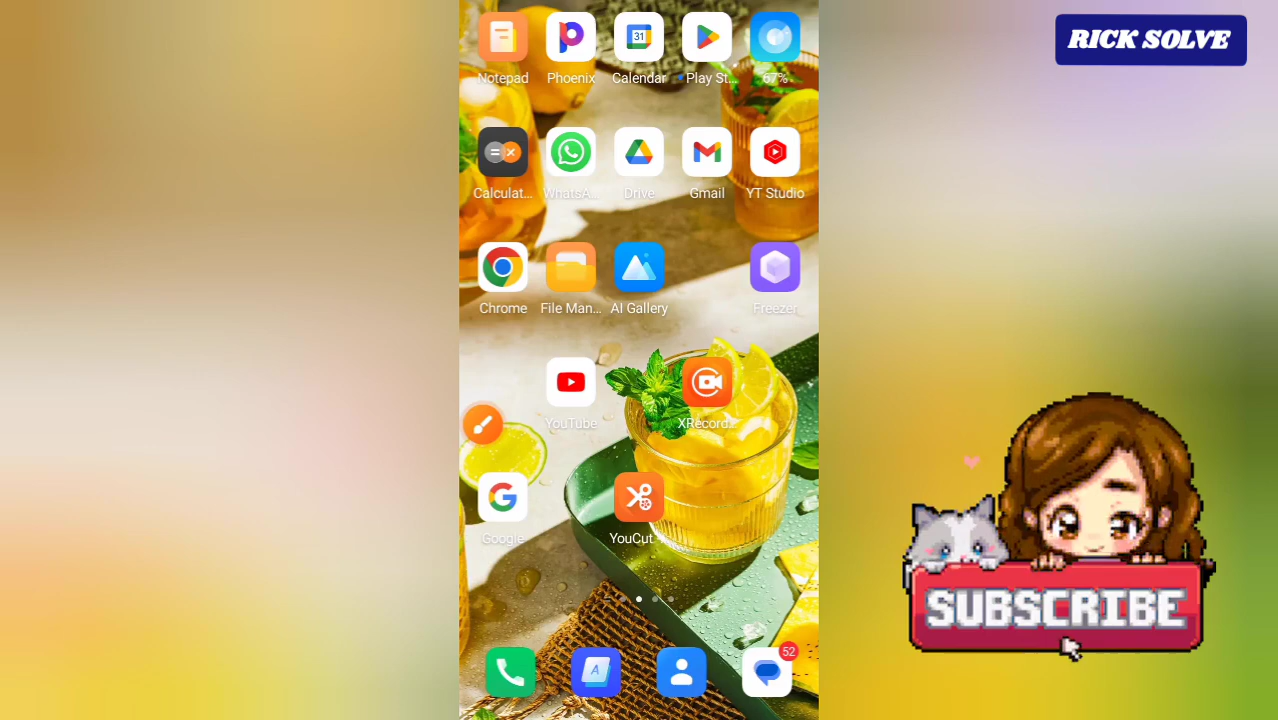 RICK SOLVE
31
Notepad Phoenix Calendar Play St... 67%
Calculat... WhatsA... Drive Gmail YT Studio
Chrome File Man... AI Gallery Freezer
YouTube XRecord...
G
Google YouCut
A
52
SUBSCRIBE